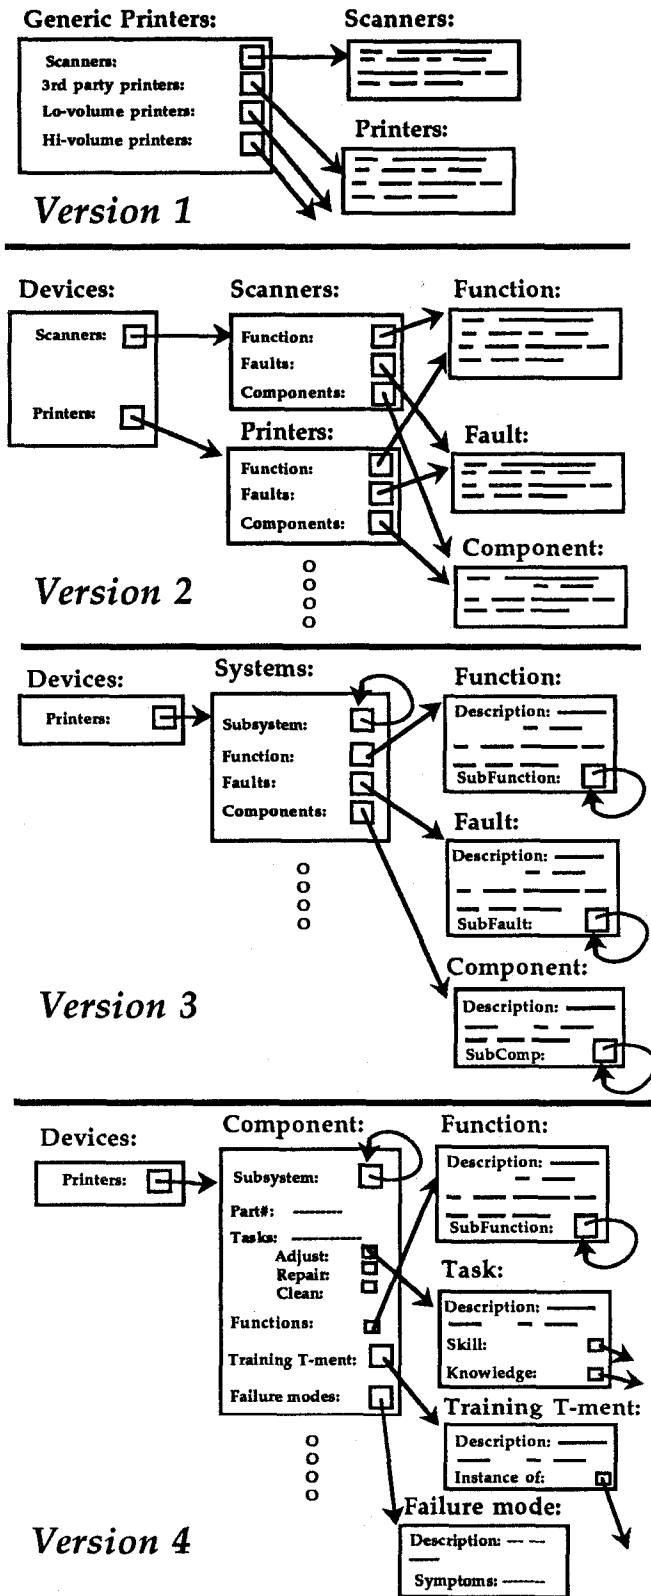 Generic Printers:
Scanners:
3rd party printers:
Lo-volume printers:
Hi-volume printers:
Scanners:
Printers:
Version 1
Devices:
Scanners:
Printers:
Scanners:
Function:
Faults:
Components:
Printers:
Function:
Faults:
Components:
Function:
Fault:
Component:
Version 2
Devices:
Printers:
Systems:
Subsystem:
Function:
Faults:
Components:
Function:
Description:
SubFunction:
Fault:
Description:
SubFault:
Component:
Description:
SubComp:
Version 3
Devices:
Printers:
Component:
Subsystem:
Part#:
Tasks:
Adjust:
Repair:
Clean:
Functions:
Training T-ment:
Failure modes:
Function:
Description:
SubFunction:
Task:
Description:
Skill:
Knowledge:
Training T-ment:
Description:
Instance of:
Failure mode:
Description:
Symptoms:
Version 4